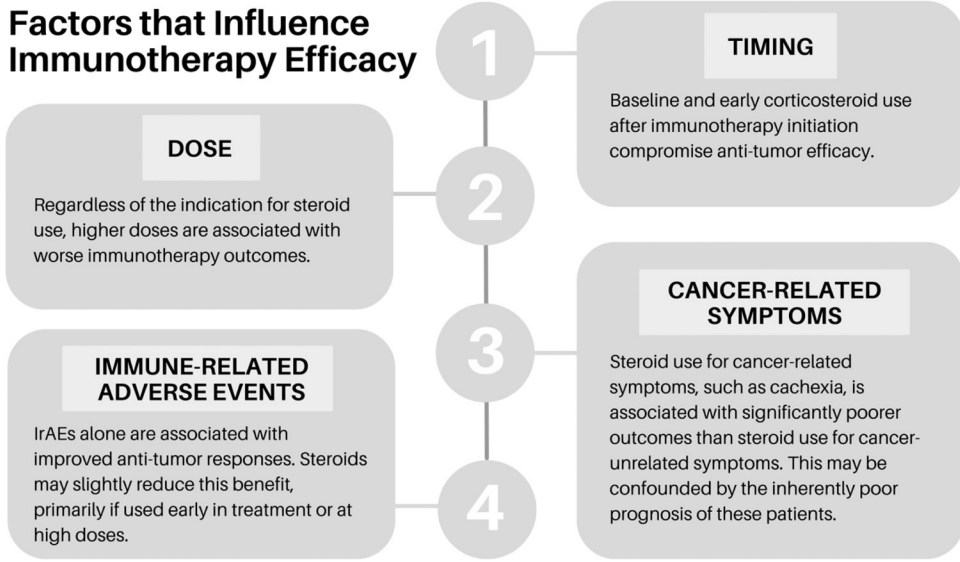 Factors that Influence
Immunotherapy Efficacy
1
TIMING
Baseline and early corticosteroid use
after immunotherapy initiation
compromise anti-tumor efficacy.
DOSE
2
Regardless of the indication for steroid
use, higher doses are associated with
worse immunotherapy outcomes.
3
CANCER-RELATED
SYMPTOMS
Steroid use for cancer-related
symptoms, such as cachexia, is
associated with significantly poorer
outcomes than steroid use for cancer-
unrelated symptoms. This may be
confounded by the inherently poor
prognosis of these patients.
IMMUNE-RELATED
ADVERSE EVENTS
IrAEs alone are associated with
improved anti-tumor responses. Steroids
may slightly reduce this benefit,
primarily if used early in treatment or at
high doses.
4